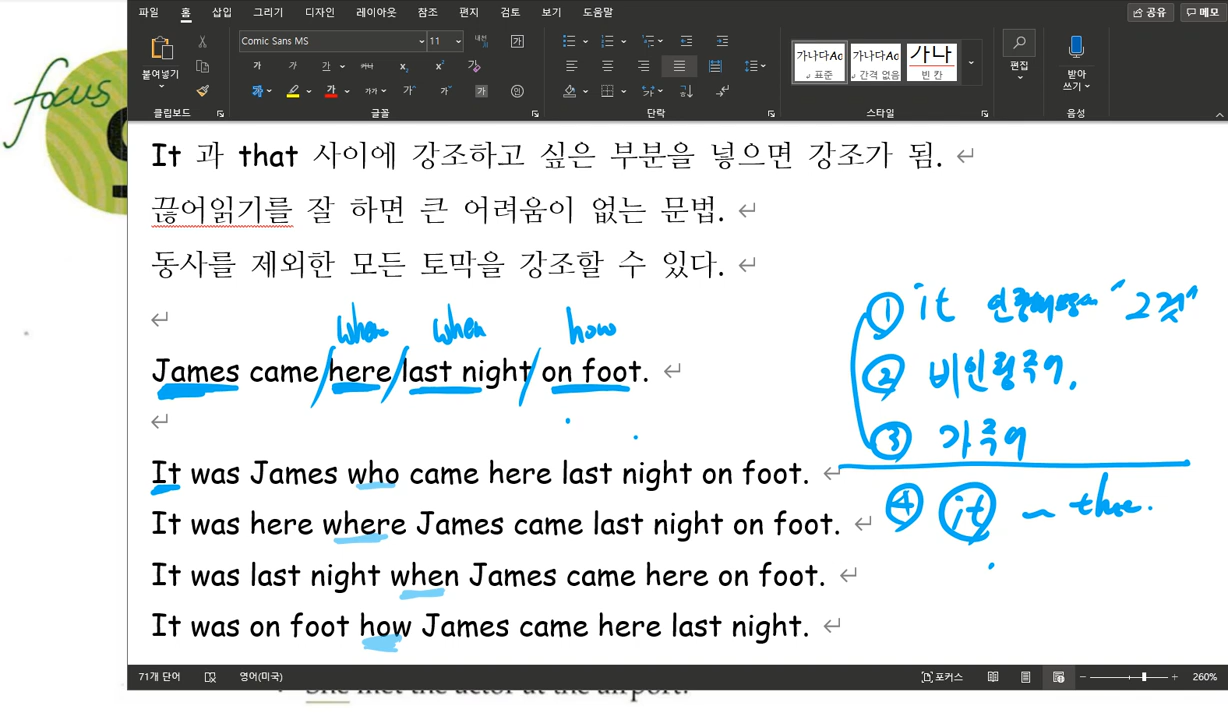 파일 홈 삽입 그리기 디자인 레이아웃 참조 편지 검토 보기 도움말 공유 메모
focus
붙여넣기 Comic Sans MS 11
클립보드 글꼴 단락
가나다Ac 가나다Ac 가나
표준 간격 없음 빈 칸
스타일
편집
받아쓰기
음성
It 과 that 사이에 강조하고 싶은 부분을 넣으면 강조가 됨.
끊어읽기를 잘 하면 큰 어려움이 없는 문법.
동사를 제외한 모든 토막을 강조할 수 있다.
when how
James came here last night on foot.
It was James who came here last night on foot.
It was here where James came last night on foot.
It was last night when James came here on foot.
It was on foot how James came here last night.
① it "그것"
② 비인칭주어.
③ 가주어
④ it ~
71개 단어 영어(미국) 포커스 260%
She met the actor at the airport.